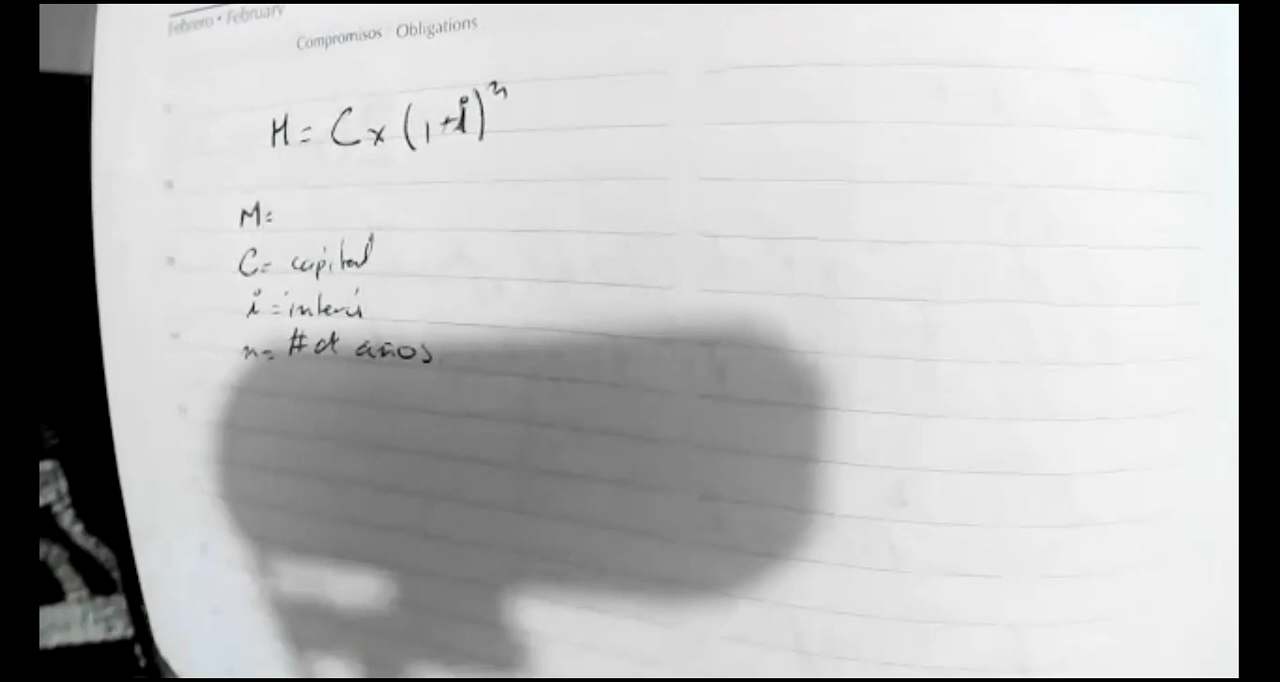 Febrero • February
Compromisos Obligations
M = C x (1+i)^n
M=
C= capital
i = interés
n= # de años